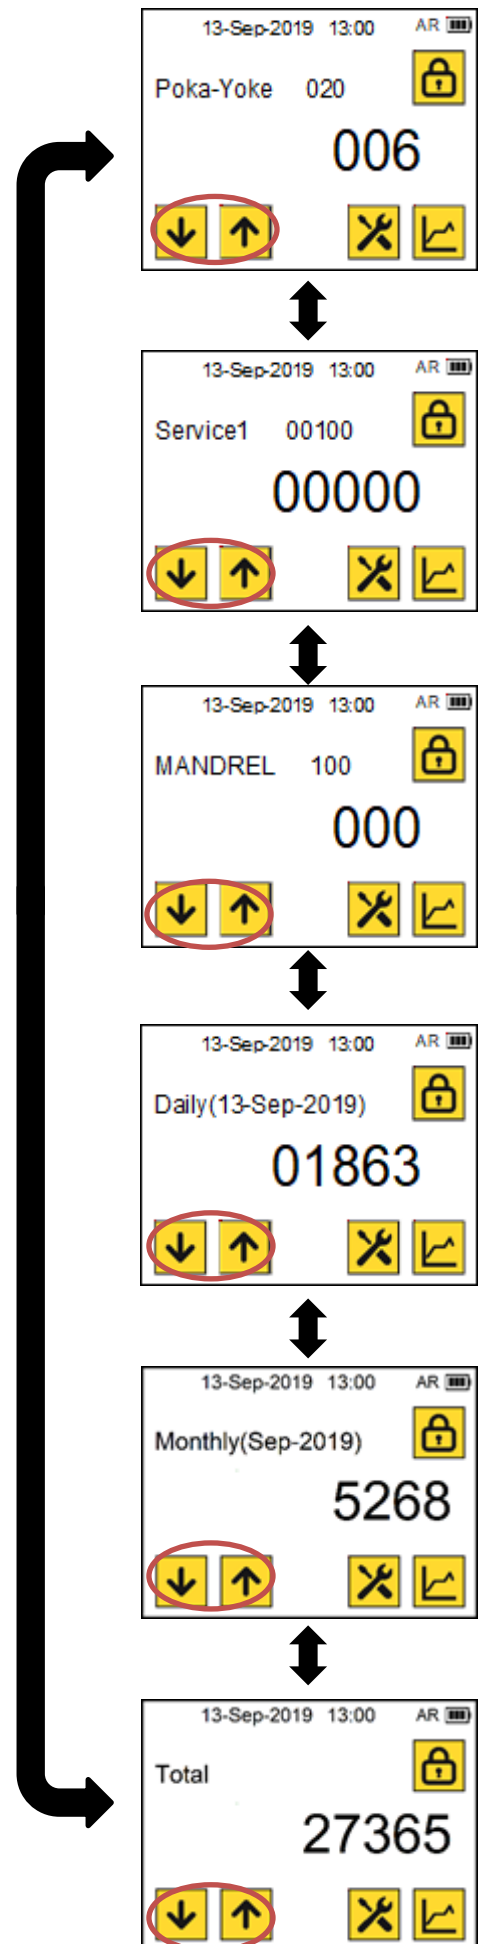 13-Sep-2019 13:00 AR
Poka-Yoke 020
006
13-Sep-2019 13:00 AR
Service1 00100
00000
13-Sep-2019 13:00 AR
MANDREL 100
000
13-Sep-2019 13:00 AR
Daily(13-Sep-2019)
01863
13-Sep-2019 13:00 AR
Monthly(Sep-2019)
5268
13-Sep-2019 13:00 AR
Total
27365